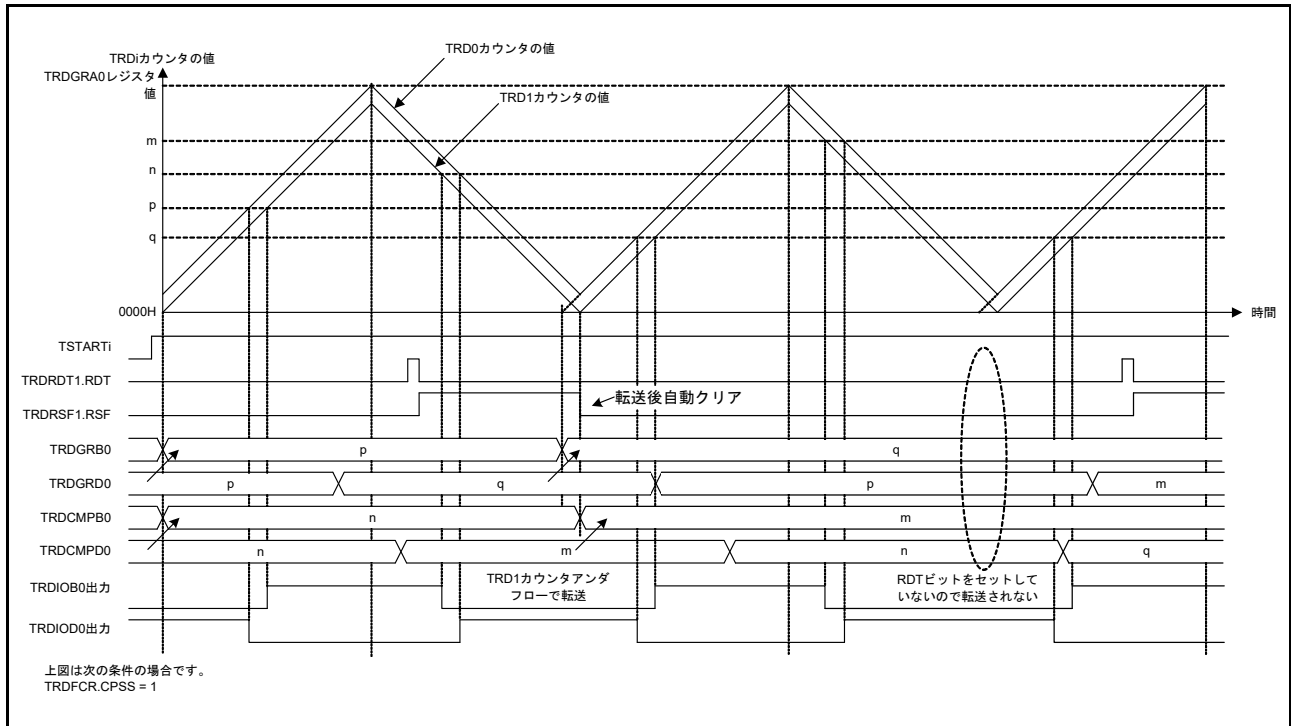 TRDiカウンタの値
TRDGRA0レジスタ
値
TRD0カウンタの値
TRD1カウンタの値
m
n
p
q
0000H
時間
TSTARTi
TRDRDT1.RDT
TRDRSF1.RSF
転送後自動クリア
TRDGRB0
p
q
TRDGRD0
p
q
p
m
TRDCMPB0
n
m
TRDCMPD0
n
m
n
q
TRDIOB0出力
TRD1カウンタアンダ
フローで転送
RDTビットをセットして
いないので転送されない
TRDIOD0出力
上図は次の条件の場合です。
TRDFCR.CPSS = 1